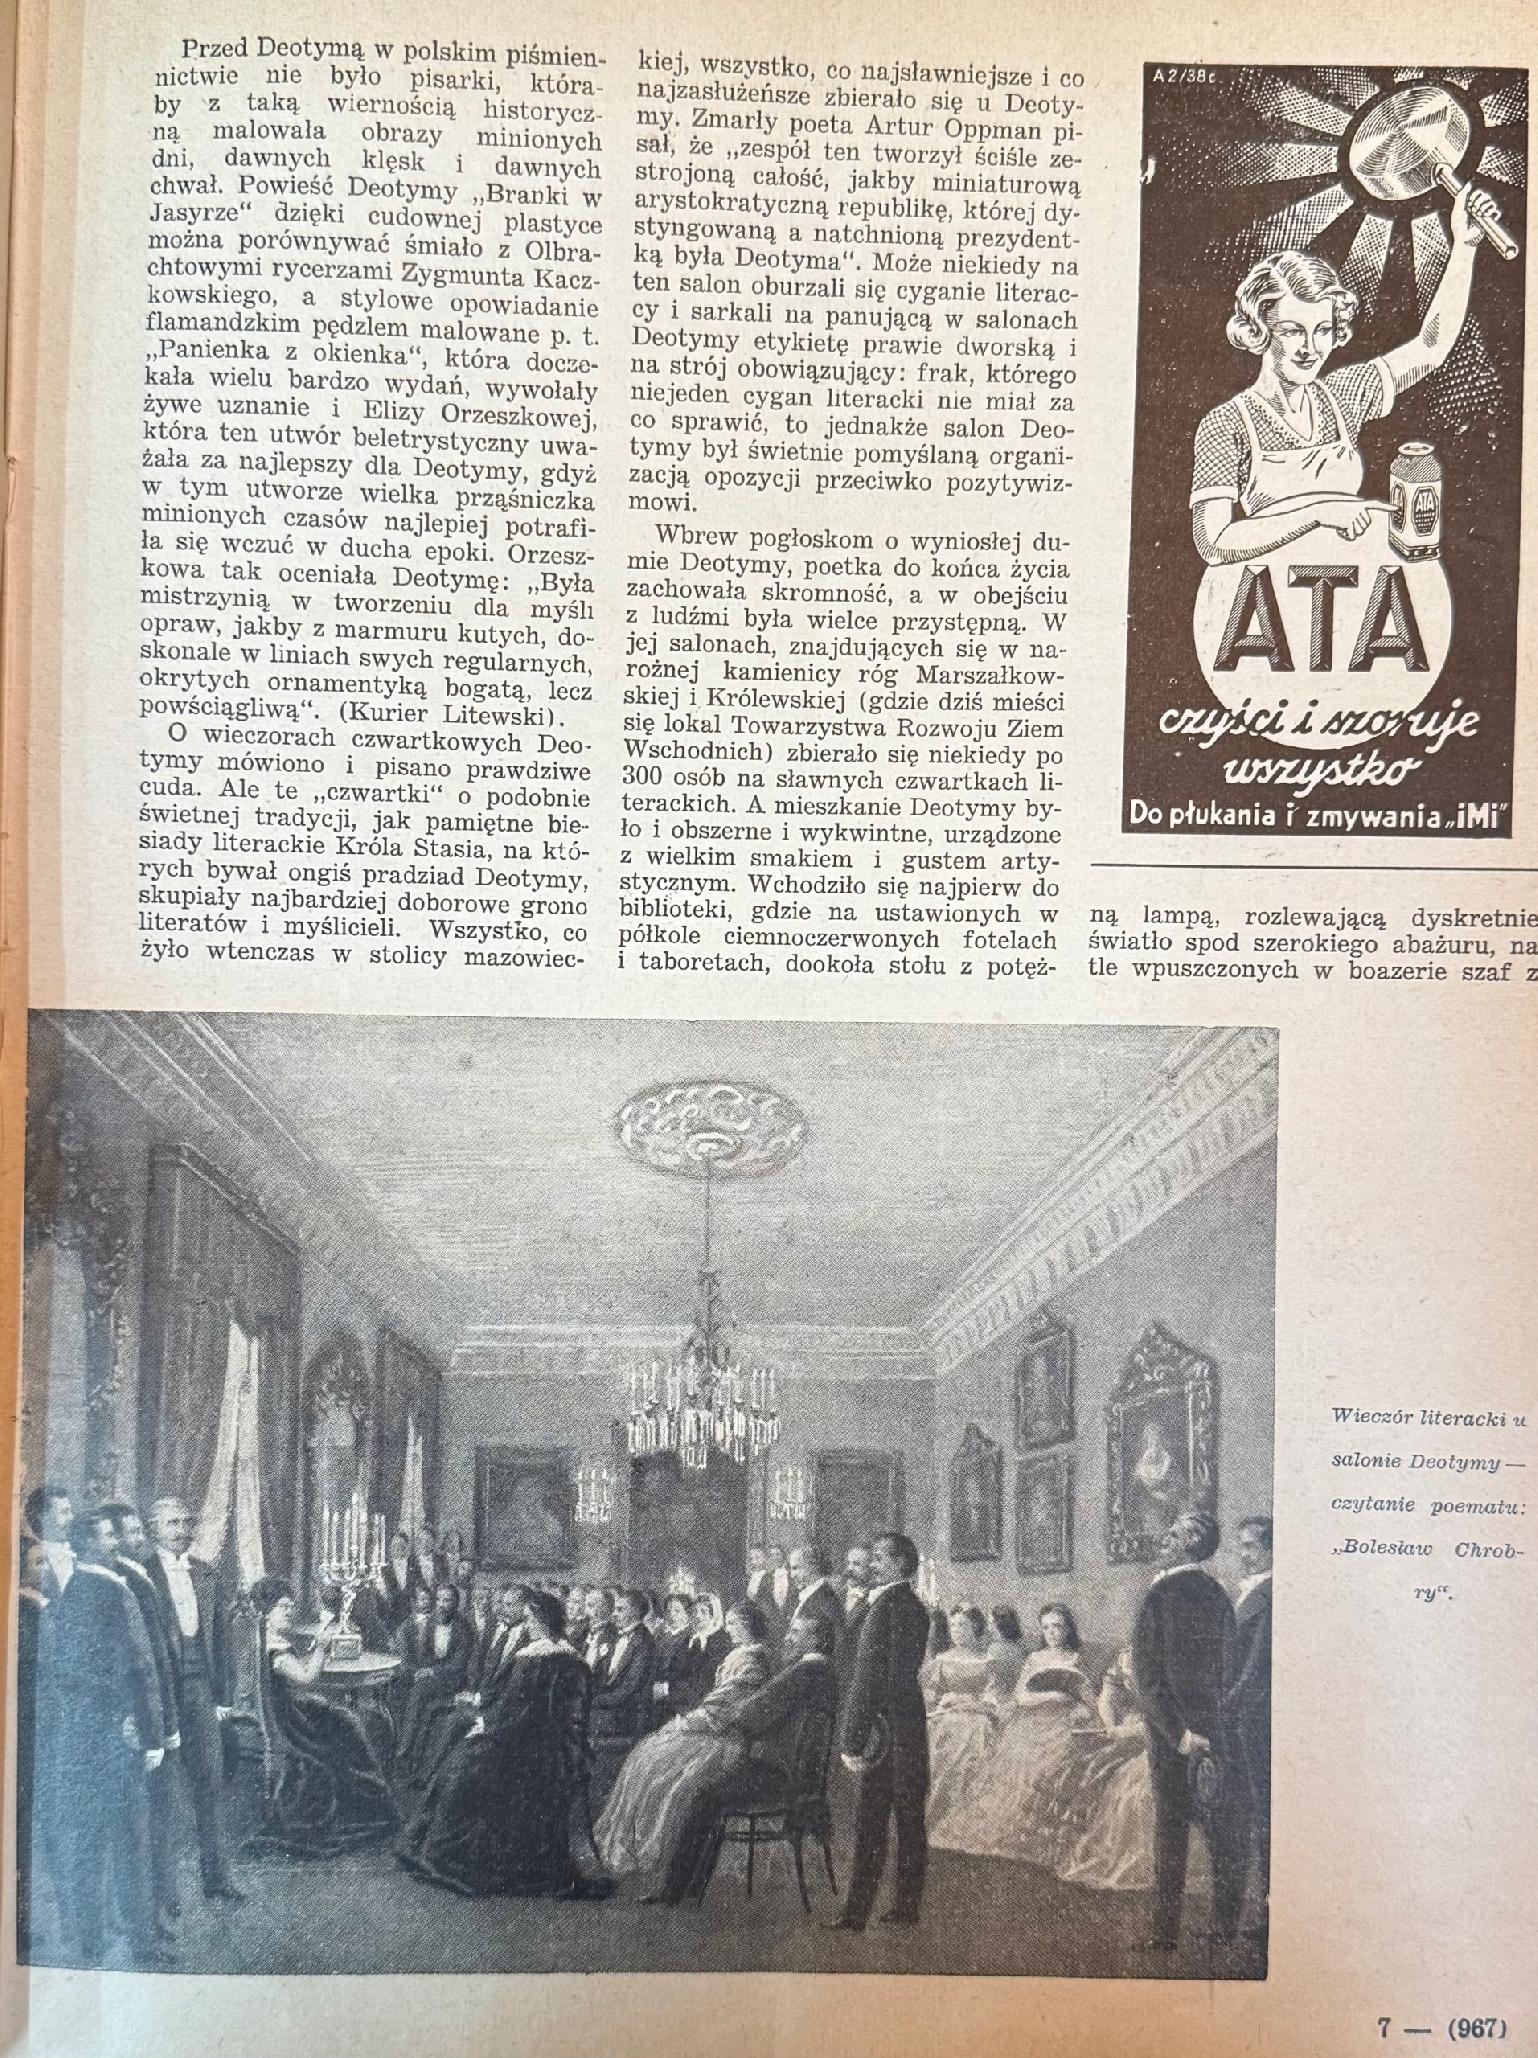 Przed Deotymą w polskim piśmien-
nictwie nie było pisarki, która-
by z taką wiernością historycz-
ną malowała obrazy minionych
dni, dawnych klęsk i dawnych
chwał. Powieść Deotymy „Branki w
Jasyrze“ dzięki cudownej plastyce
można porównywać śmiało z Olbra-
chtowymi rycerzami Zygmunta Kacz-
kowskiego, a stylowe opowiadanie
flamandzkim pędzlem malowane p. t.
„Panienka z okienka“, która docze-
kała wielu bardzo wydań, wywołały
żywe uznanie i Elizy Orzeszkowej,
która ten utwór beletrystyczny uwa-
żała za najlepszy dla Deotymy, gdyż
w tym utworze wielka prząśniczka
minionych czasów najlepiej potrafi-
ła się wczuć w ducha epoki. Orzesz-
kowa tak oceniała Deotymę: „Była
mistrzynią w tworzeniu dla myśli
opraw, jakby z marmuru kutych, do-
skonale w liniach swych regularnych,
okrytych ornamentyką bogatą, lecz
powściągliwą“. (Kurier Litewski).
O wieczorach czwartkowych Deo-
tymy mówiono i pisano prawdziwe
cuda. Ale te „czwartki“ o podobnie
świetnej tradycji, jak pamiętne bie-
siady literackie Króla Stasia, na któ-
rych bywał ongiś pradziad Deotymy,
skupiały najbardziej doborowe grono
literatów i myślicieli. Wszystko, co
żyło wtenczas w stolicy mazowiec-
kiej, wszystko, co najsławniejsze i co
najzasłużeńsze zbierało się u Deoty-
my. Zmarły poeta Artur Oppman pi-
sał, że „zespół ten tworzył ściśle ze-
strojoną całość, jakby miniaturową
arystokratyczną republikę, której dy-
styngowaną a natchnioną prezydent-
ką była Deotyma“. Może niekiedy na
ten salon oburzali się cyganie literac-
cy i sarkali na panującą w salonach
Deotymy etykietę prawie dworską i
na strój obowiązujący: frak, którego
niejeden cygan literacki nie miał za
co sprawić, to jednakże salon Deo-
tymy był świetnie pomyślaną organi-
zacją opozycji przeciwko pozytywiz-
mowi.
Wbrew pogłoskom o wyniosłej du-
mie Deotymy, poetka do końca życia
zachowała skromność, a w obejściu
z ludźmi była wielce przystępną. W
jej salonach, znajdujących się w na-
rożnej kamienicy róg Marszałkow-
skiej i Królewskiej (gdzie dziś mieści
się lokal Towarzystwa Rozwoju Ziem
Wschodnich) zbierało się niekiedy po
300 osób na sławnych czwartkach li-
terackich. A mieszkanie Deotymy by-
ło i obszerne i wykwintne, urządzone
z wielkim smakiem i gustem arty-
stycznym. Wchodziło się najpierw do
biblioteki, gdzie na ustawionych w
półkole ciemnoczerwonych fotelach
i taboretach, dookoła stołu z potęż-
A2/38c.
ATA
ATA
czyści i szoruje
wszystko
Do płukania i zmywania „iMi”
ną lampą, rozlewającą dyskretnie
światło spod szerokiego abażuru, na
tle wpuszczonych w boazerie szaf z
Wieczór literacki u
salonie Deotymy —
czytanie poematu:
„Bolesław Chrob-
ry“.
7 — (967)